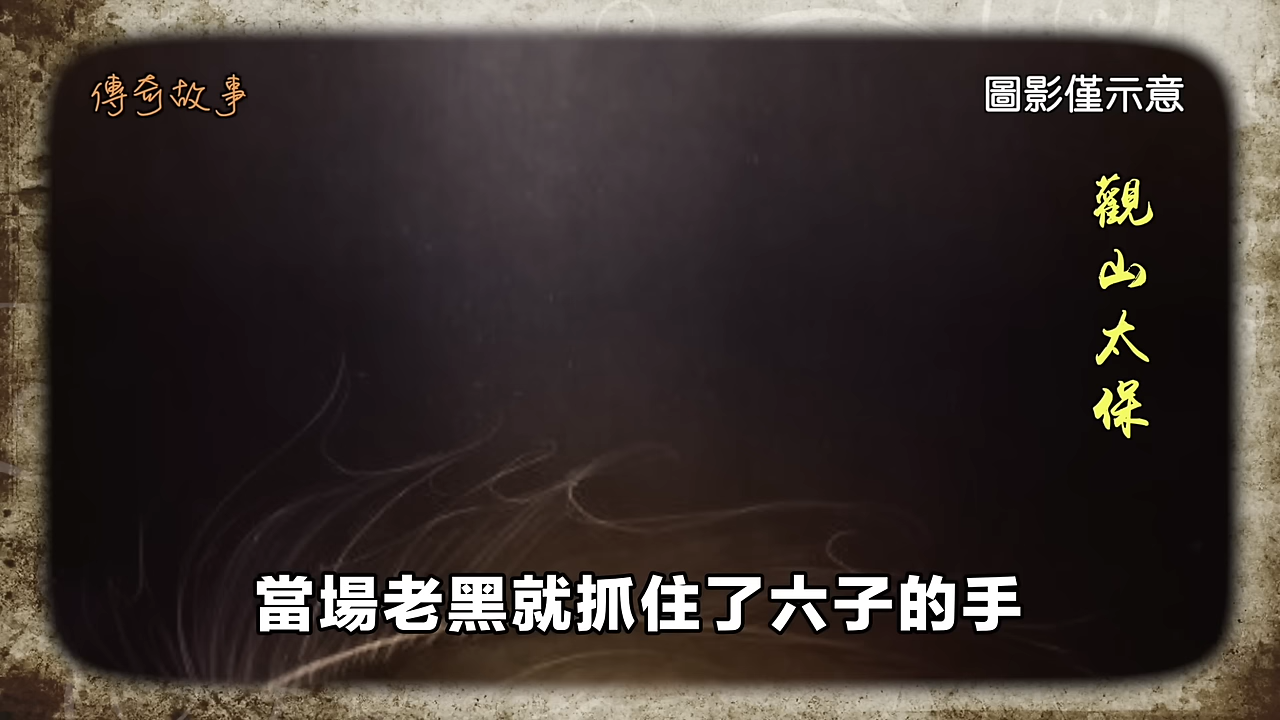 傳奇故事
圖影僅示意
觀山太保
當場老黑就抓住了六子的手